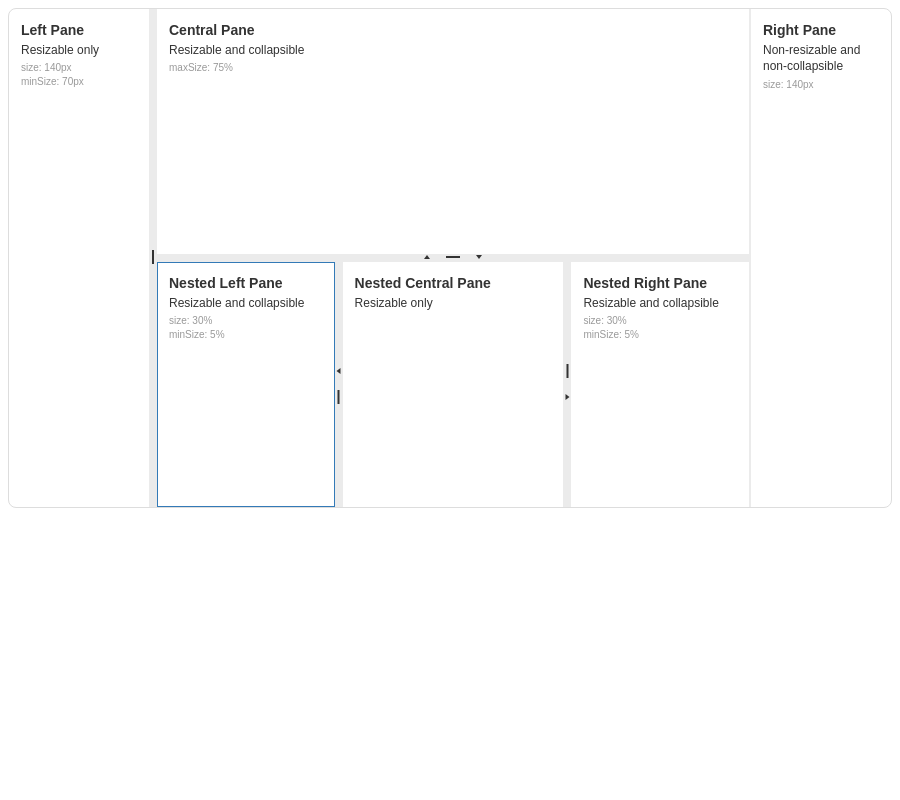 Left Pane
Resizable only
size: 140px
minSize: 70px
Central Pane
Resizable and collapsible
maxSize: 75%
Right Pane
Non-resizable and
non-collapsible
size: 140px
Nested Left Pane
Resizable and collapsible
size: 30%
minSize: 5%
Nested Central Pane
Resizable only
Nested Right Pane
Resizable and collapsible
size: 30%
minSize: 5%